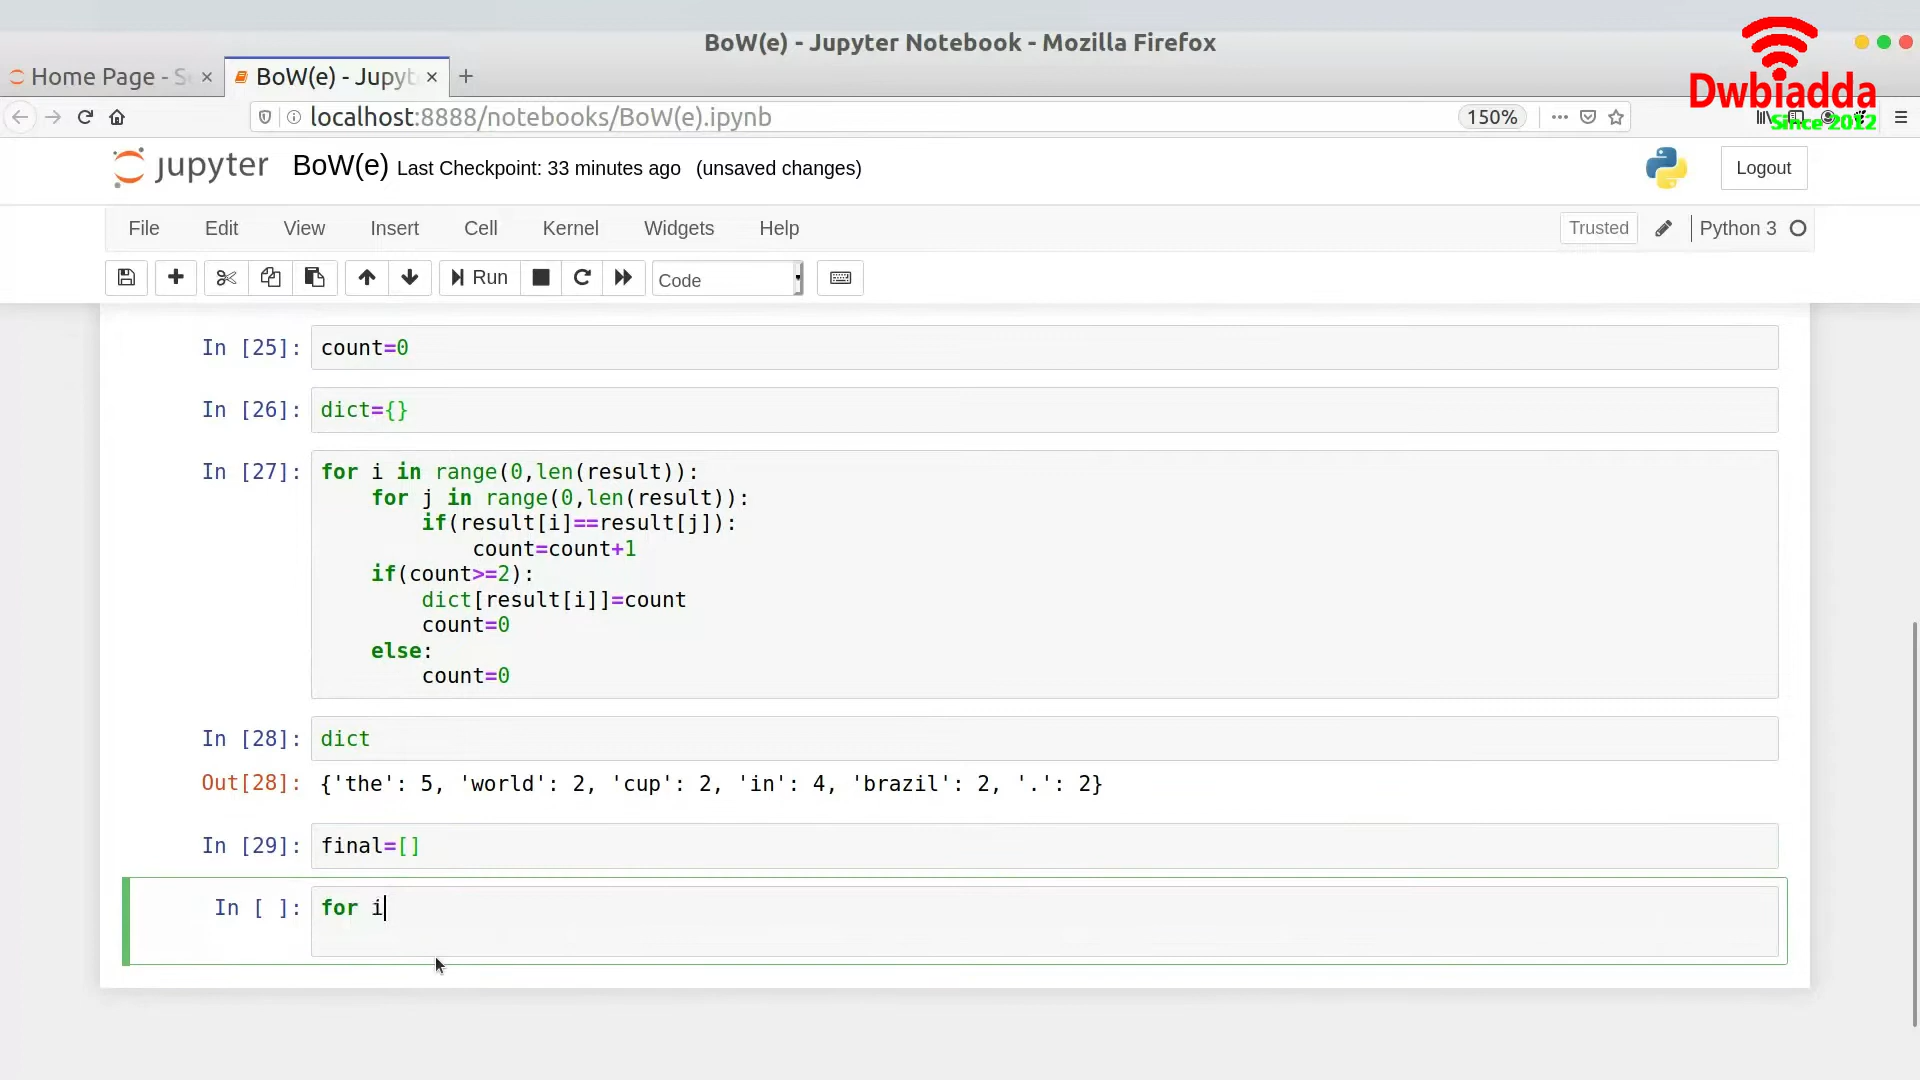 BoW(e) - Jupyter Notebook - Mozilla Firefox
Home Page - S
BoW(e) - Jupyt
localhost:8888/notebooks/BoW(e).ipynb
150%
Dwbiadda
Since 2012
jupyter
BoW(e) Last Checkpoint: 33 minutes ago (unsaved changes)
Logout
File Edit View Insert Cell Kernel Widgets Help
Trusted
Python 3
Run
Code
In [25]: count=0
In [26]: dict={}
In [27]: for i in range(0,len(result)):
    for j in range(0,len(result)):
        if(result[i]==result[j]):
            count=count+1
    if(count>=2):
        dict[result[i]]=count
        count=0
    else:
        count=0
In [28]: dict
Out[28]: {'the': 5, 'world': 2, 'cup': 2, 'in': 4, 'brazil': 2, '.': 2}
In [29]: final=[]
In [ ]: for i